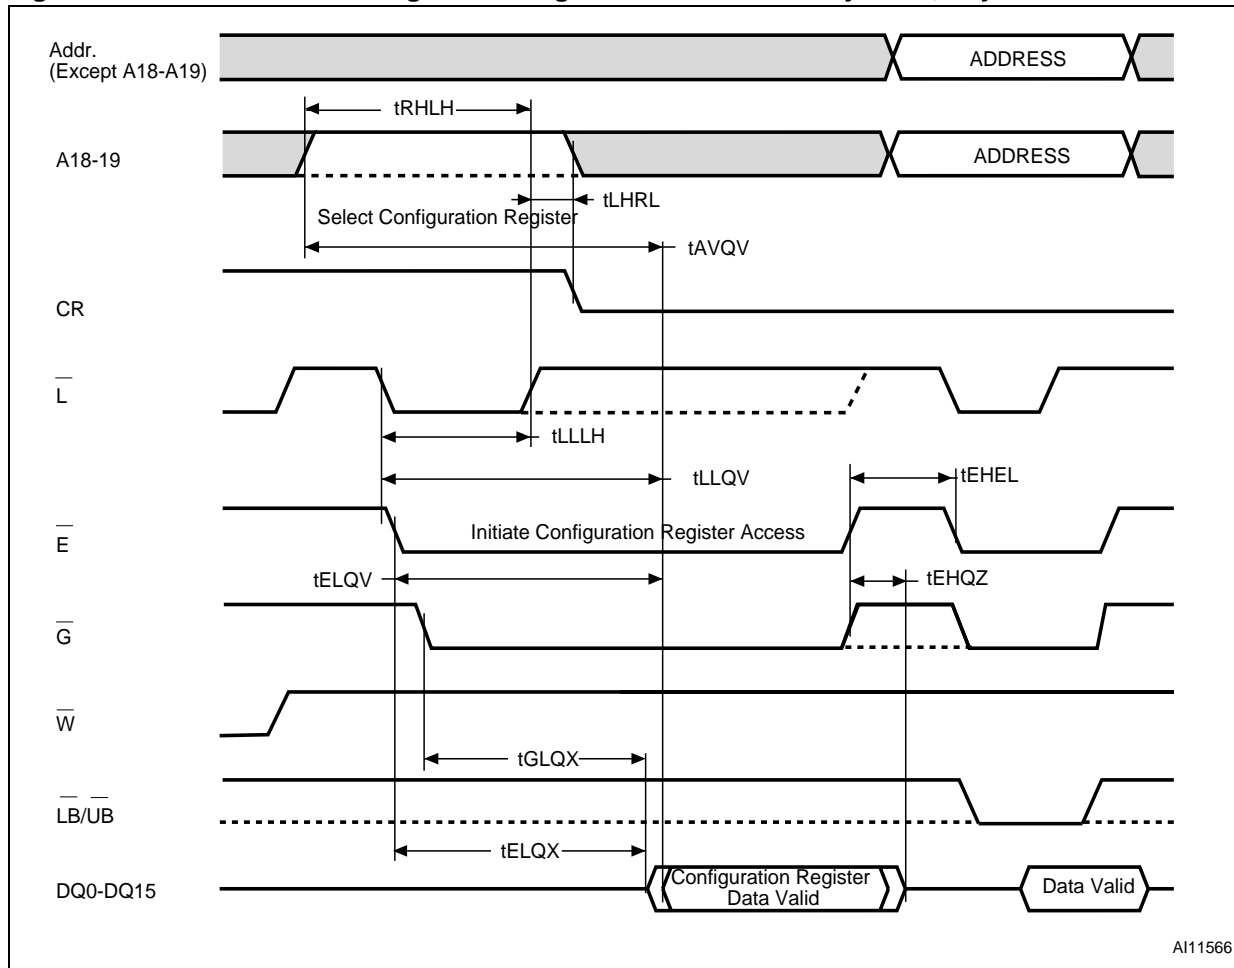 Addr.
(Except A18-A19)
ADDRESS
tRHLH
A18-19
ADDRESS
tLHRL
Select Configuration Register
tAVQV
CR
L
tLLLH
tLLQV
tEHEL
E
Initiate Configuration Register Access
tELQV
tEHQZ
G
W
tGLQX
LB/UB
tELQX
DQ0-DQ15
Configuration Register
Data Valid
Data Valid
AI11566